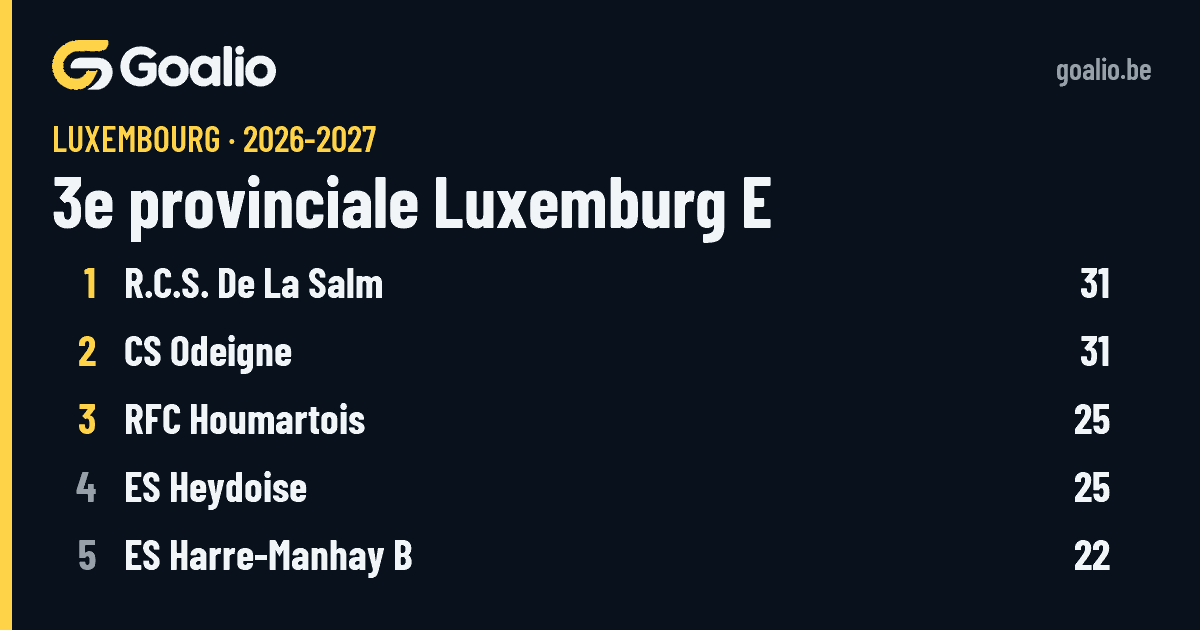 Goalio
goalio.be
LUXEMBOURG · 2026-2027
3e provinciale Luxemburg E
1 R.C.S. De La Salm 31
2 CS Odeigne 31
3 RFC Houmartois 25
4 ES Heydoise 25
5 ES Harre-Manhay B 22